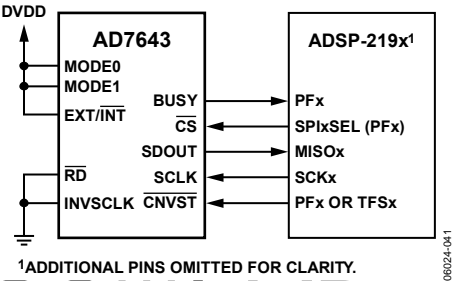 DVDD
AD7643
ADSP-219x¹
MODE0
MODE1
EXT/INT
BUSY
PFx
CS
SPIxSEL (PFx)
SDOUT
MISOx
RD
SCLK
SCKx
INVSCLK
CNVST
PFx OR TFSx
¹ADDITIONAL PINS OMITTED FOR CLARITY.
06024-041